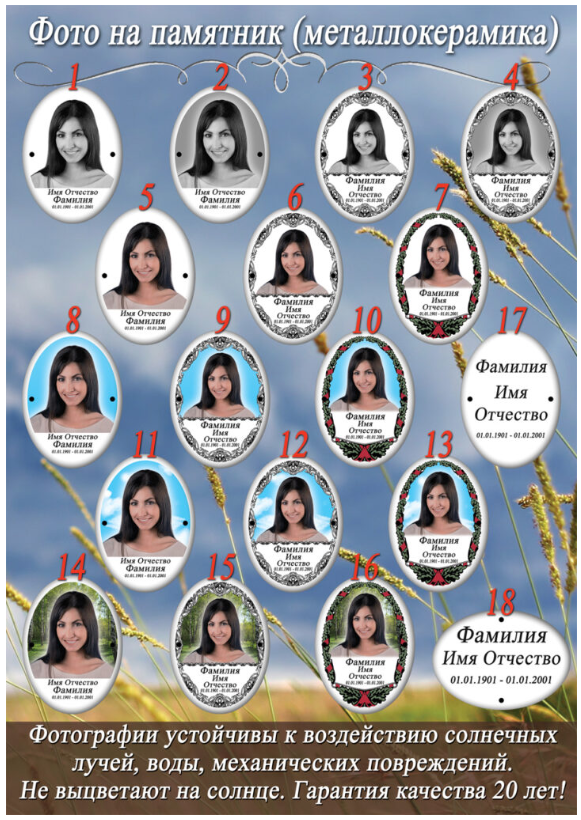 Фото на памятник (металлокерамика)
1
2
3
4
Имя Отчество
Фамилия
01.01.1901 - 01.01.2001
Имя Отчество
Фамилия
01.01.1901 - 01.01.2001
Фамилия
Имя
Отчество
01.01.1901 - 01.01.2001
Фамилия
Имя
Отчество
01.01.1901 - 01.01.2001
5
6
7
Имя Отчество
Фамилия
01.01.1901 - 01.01.2001
Фамилия
Имя
Отчество
01.01.1901 - 01.01.2001
Фамилия
Имя
Отчество
01.01.1901 - 01.01.2001
8
9
10
17
Имя Отчество
Фамилия
01.01.1901 - 01.01.2001
Фамилия
Имя
Отчество
01.01.1901 - 01.01.2001
Фамилия
Имя
Отчество
01.01.1901 - 01.01.2001
Фамилия
Имя
Отчество
01.01.1901 - 01.01.2001
11
12
13
Имя Отчество
Фамилия
01.01.1901 - 01.01.2001
Фамилия
Имя
Отчество
01.01.1901 - 01.01.2001
Фамилия
Имя
Отчество
01.01.1901 - 01.01.2001
14
15
16
18
Имя Отчество
Фамилия
01.01.1901 - 01.01.2001
Фамилия
Имя
Отчество
01.01.1901 - 01.01.2001
Фамилия
Имя
Отчество
01.01.1901 - 01.01.2001
Фамилия
Имя Отчество
01.01.1901 - 01.01.2001
Фотографии устойчивы к воздействию солнечных
лучей, воды, механических повреждений.
Не выцветают на солнце. Гарантия качества 20 лет!